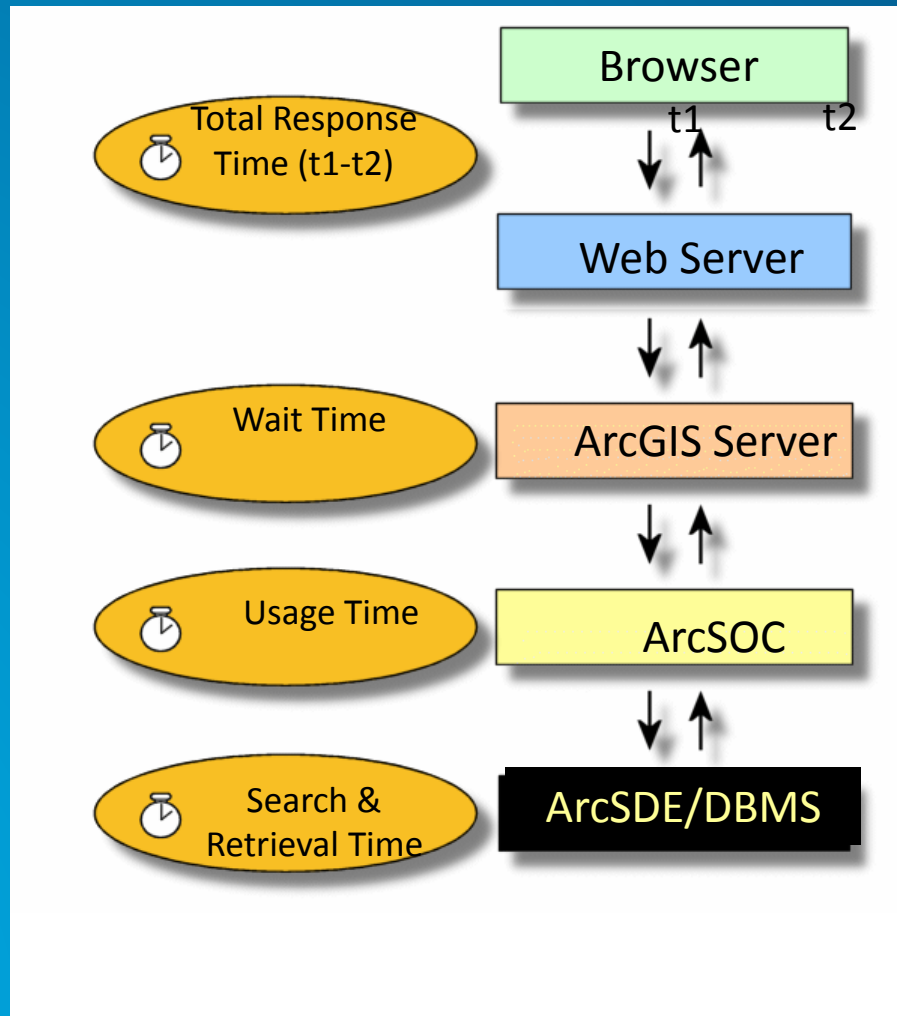 Browser
t1
t2
Total Response
Time (t1-t2)
Web Server
Wait Time
ArcGIS Server
Usage Time
ArcSOC
Search &
Retrieval Time
ArcSDE/DBMS